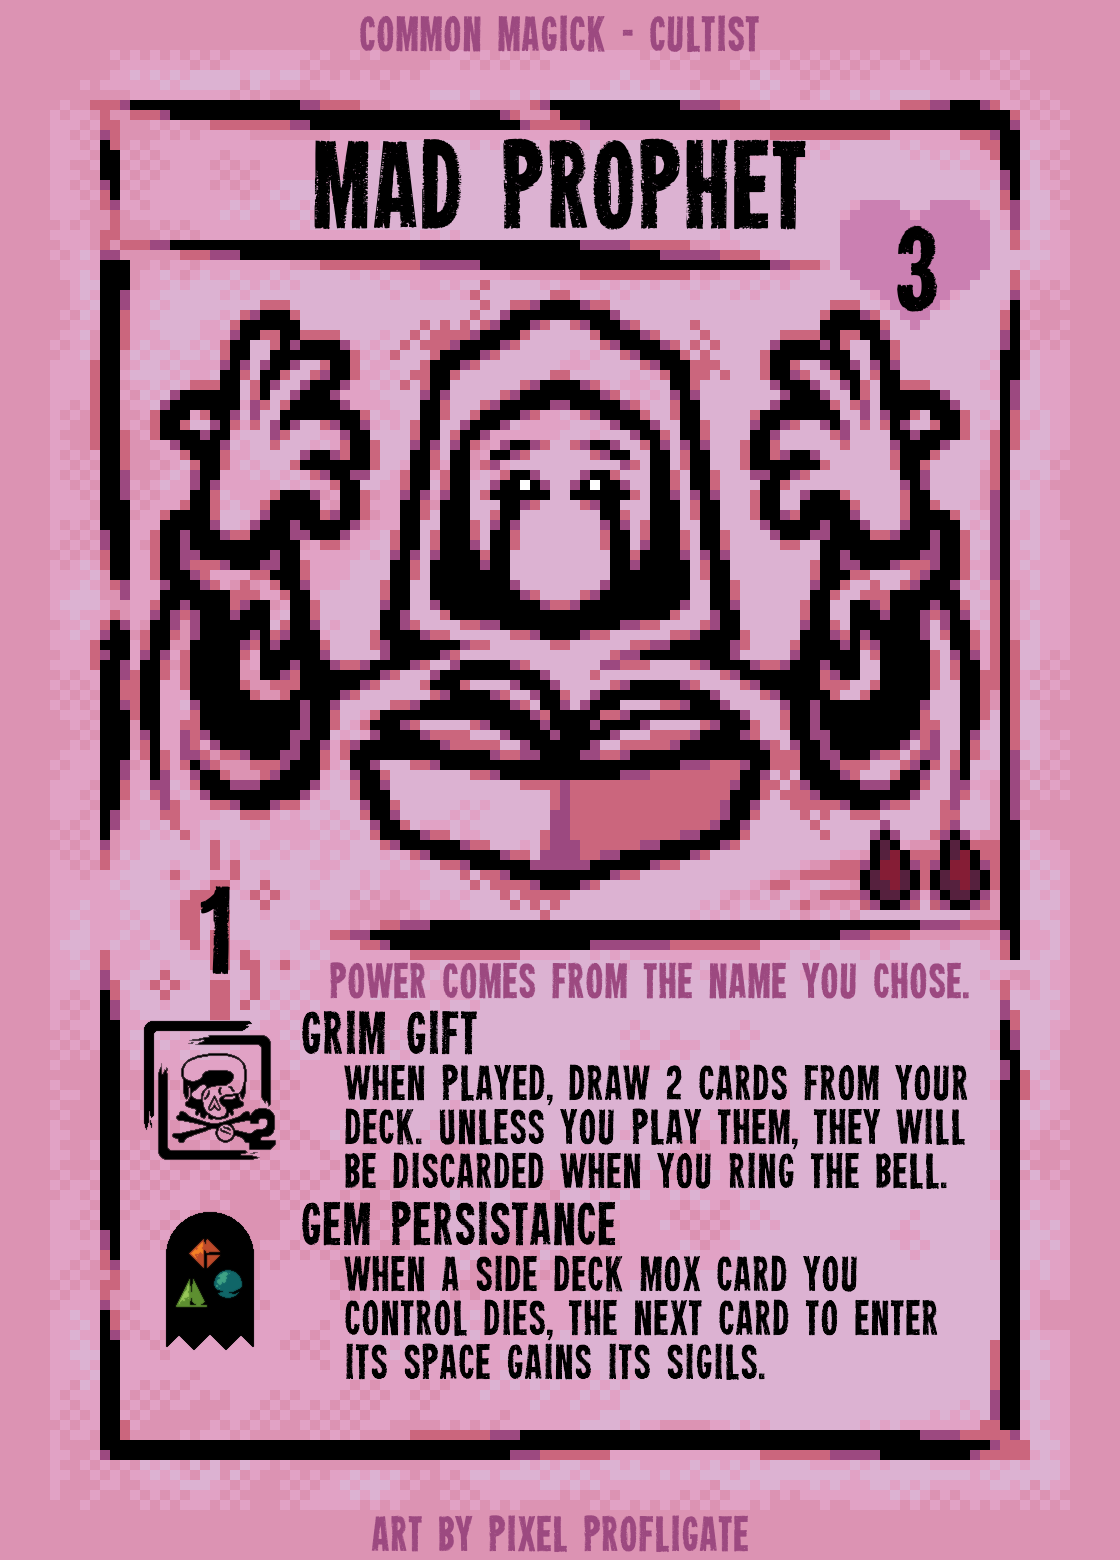 COMMON MAGICK - CULTIST
MAD PROPHET
3
1
POWER COMES FROM THE NAME YOU CHOSE.
GRIM GIFT
2
WHEN PLAYED, DRAW 2 CARDS FROM YOUR
DECK. UNLESS YOU PLAY THEM, THEY WILL
BE DISCARDED WHEN YOU RING THE BELL.
GEM PERSISTANCE
WHEN A SIDE DECK MOX CARD YOU
CONTROL DIES, THE NEXT CARD TO ENTER
ITS SPACE GAINS ITS SIGILS.
ART BY PIXEL PROFLIGATE